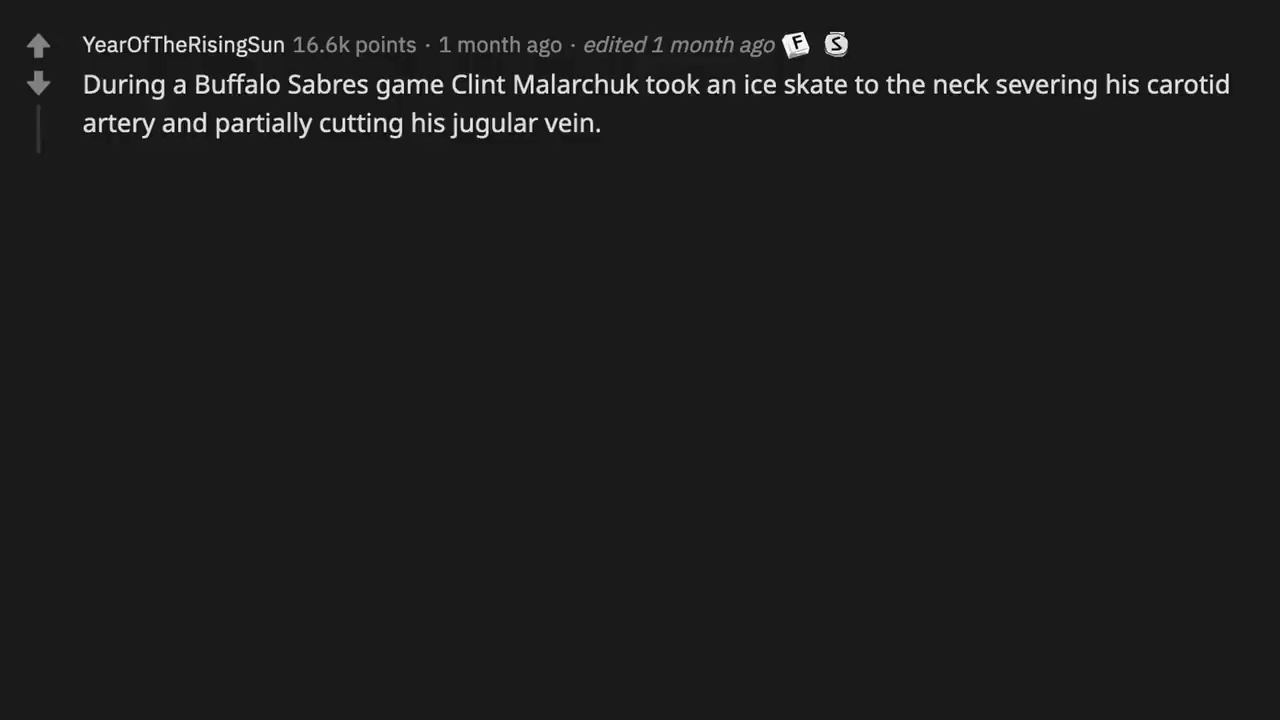 YearOfTheRisingSun 16.6k points · 1 month ago · edited 1 month ago F S
During a Buffalo Sabres game Clint Malarchuk took an ice skate to the neck severing his carotid
artery and partially cutting his jugular vein.